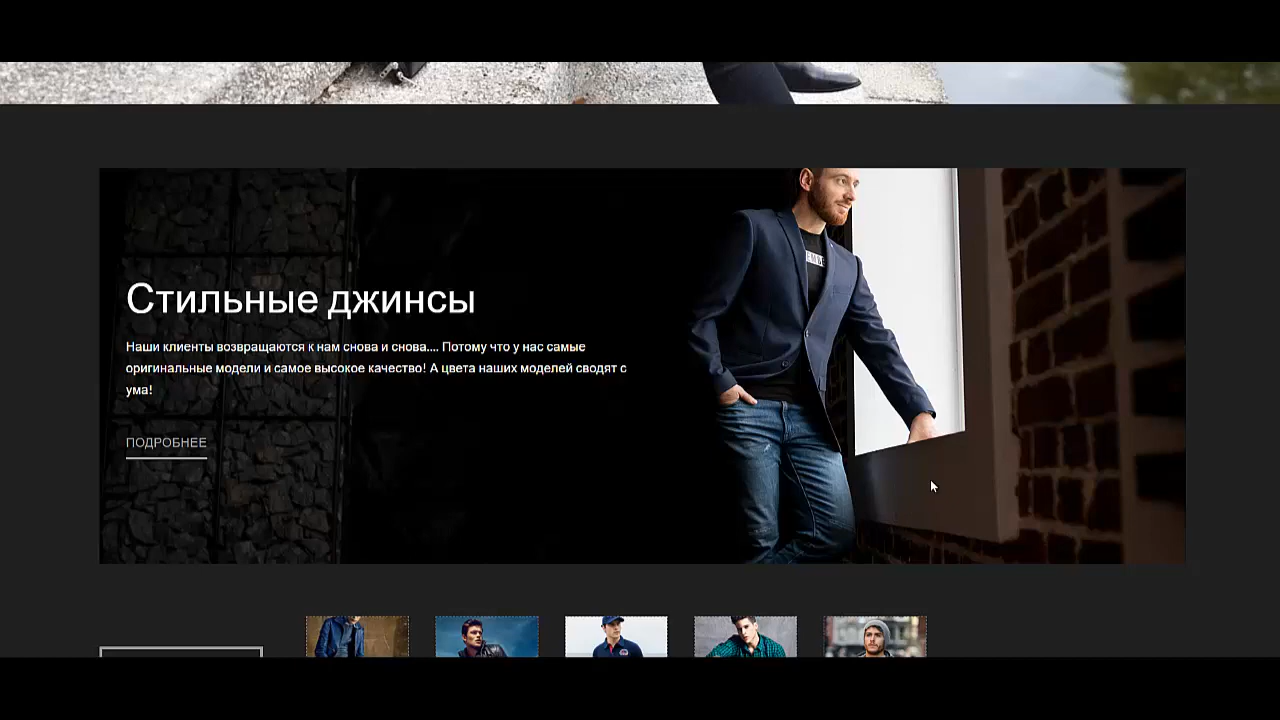 Стильные джинсы
Наши клиенты возвращаются к нам снова и снова.... Потому что у нас самые
оригинальные модели и самое высокое качество! А цвета наших моделей сводят с
ума!
ПОДРОБНЕЕ